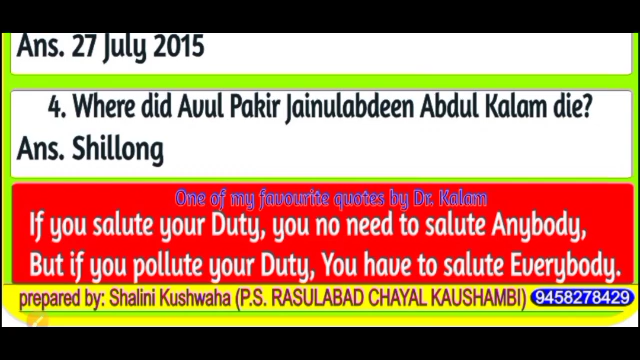 Ans. 27 July 2015
4. Where did Avul Pakir Jainulabdeen Abdul Kalam die?
Ans. Shillong
One of my favourite quotes by Dr. Kalam
If you salute your Duty, you no need to salute Anybody,
But if you pollute your Duty, You have to salute Everybody.
prepared by: Shalini Kushwaha (P.S. RASULABAD CHAYAL KAUSHAMBI) 9458278429